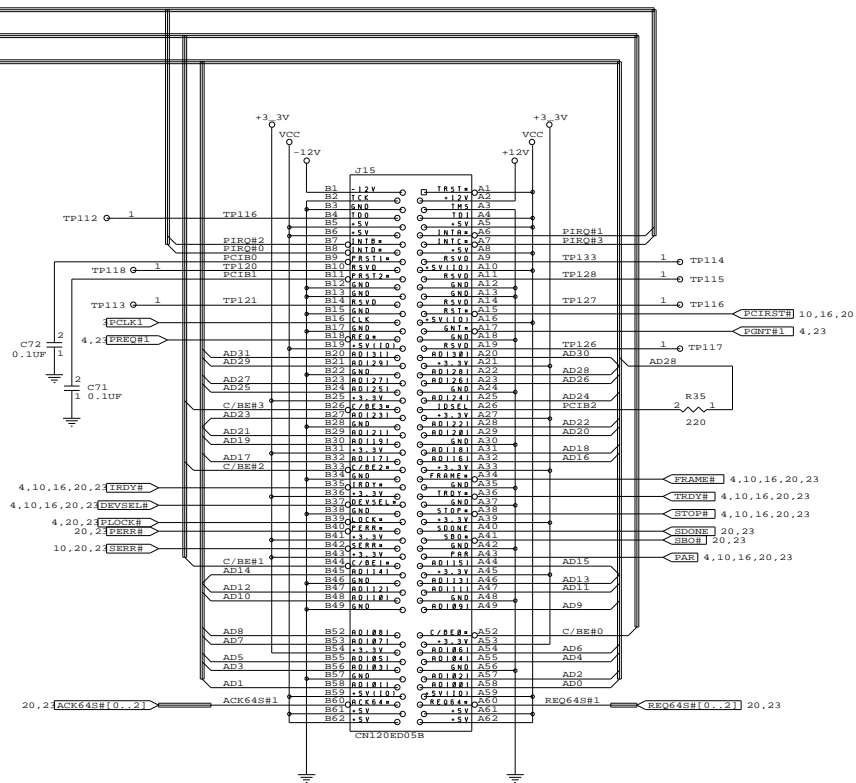 +3_3V
VCC
-12V
+12V
VCC
+3_3V
J15
B1 -12V TRST* A1
B2 TCK +12V A2
B3 GND TMS A3
TP112 1 TP116 B4 TDO TDI A4
B5 +5V +5V A5
B6 +5V INTA* A6 PIRQ#1
PIRQ#2 B7 INTB* INTC* A7 PIRQ#3
PIRQ#0 B8 INTD* +5V A8
PCIB0 B9 PRST1* RSVD A9 TP133 1 TP114
TP118 1 TP120 B10 RSVD +5V(IO) A10
PCIB1 B11 PRST2* RSVD A11 TP128 1 TP115
B12 GND GND A12
B13 GND GND A13
TP113 1 TP121 B14 RSVD RSVD A14 TP127 1 TP116
B15 GND RST* A15 PCIRST# 10,16,20
3PCLK1 B16 CLK +5V(IO) A16
B17 GND GNT* A17 PGNT#1 4,23
4,23 PREQ#1 B18 REQ* GND A18
B19 +5V(IO) RSVD A19 TP126 1 TP117
AD31 B20 AD[31] AD[30] A20 AD30
AD29 B21 AD[29] +3.3V A21
B22 GND AD[28] A22 AD28
AD27 B23 AD[27] AD[26] A23 AD26
AD25 B24 AD[25] GND A24
B25 +3.3V AD[24] A25 AD24
C/BE#3 B26 C/BE3* IDSEL A26 PCIB2
AD23 B27 AD[23] +3.3V A27
B28 GND AD[22] A28 AD22
AD21 B29 AD[21] AD[20] A29 AD20
AD19 B30 AD[19] GND A30
B31 +3.3V AD[18] A31 AD18
AD17 B32 AD[17] AD[16] A32 AD16
C/BE#2 B33 C/BE2* +3.3V A33
B34 GND FRAME* A34 FRAME# 4,10,16,20,23
4,10,16,20,23 IRDY# B35 IRDY* GND A35
B36 +3.3V TRDY* A36 TRDY# 4,10,16,20,23
4,10,16,20,23 DEVSEL# B37 DEVSEL* GND A37
B38 GND STOP* A38 STOP# 4,10,16,20,23
4,20,23 PLOCK# B39 LOCK* +3.3V A39
20,23 PERR# B40 PERR* SDONE A40 SDONE 20,23
B41 +3.3V SBO* A41 SBO# 20,23
10,20,23 SERR# B42 SERR* GND A42
B43 +3.3V PAR A43 PAR 4,10,16,20,23
C/BE#1 B44 C/BE1* AD[15] A44 AD15
AD14 B45 AD[14] +3.3V A45
B46 GND AD[13] A46 AD13
AD12 B47 AD[12] AD[11] A47 AD11
AD10 B48 AD[10] GND A48
B49 GND AD[09] A49 AD9
AD8 B52 AD[08] C/BE0* A52 C/BE#0
AD7 B53 AD[07] +3.3V A53
B54 +3.3V AD[06] A54 AD6
AD5 B55 AD[05] AD[04] A55 AD4
AD3 B56 AD[03] GND A56
B57 GND AD[02] A57 AD2
AD1 B58 AD[01] AD[00] A58 AD0
B59 +5V(IO) +5V(IO) A59
20,23 ACK64S#[0..2] ACK64S#1 B60 ACK64* REQ64* A60 REQ64S#1 REQ64S#[0..2] 20,23
B61 +5V +5V A61
B62 +5V +5V A62
CN120ED05B
C72
0.1UF
2
1
2
1
C71
0.1UF
AD28
R35
2 1
220